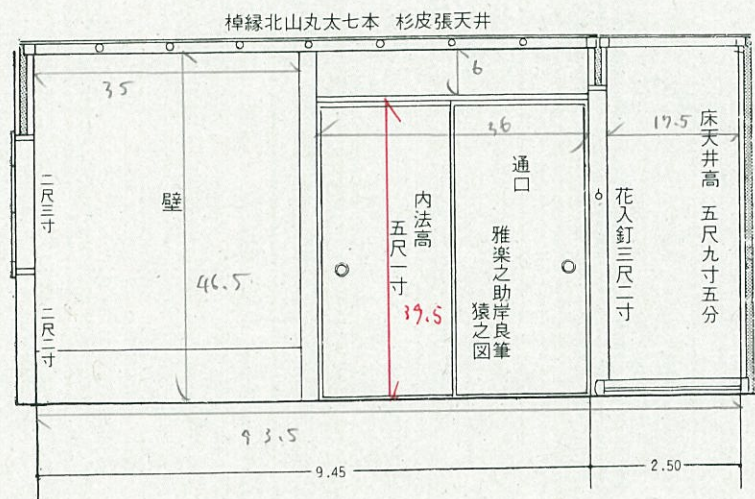 棹縁北山丸太七本 杉皮張天井
35
6
36
17.5
床天井高 五尺九寸五分
花入釘三尺二寸
通口
雅楽之助岸良筆
猿之図
内法高
五尺一寸
39.5
壁
46.5
二尺三寸
二尺二寸
93.5
9.45
2.50